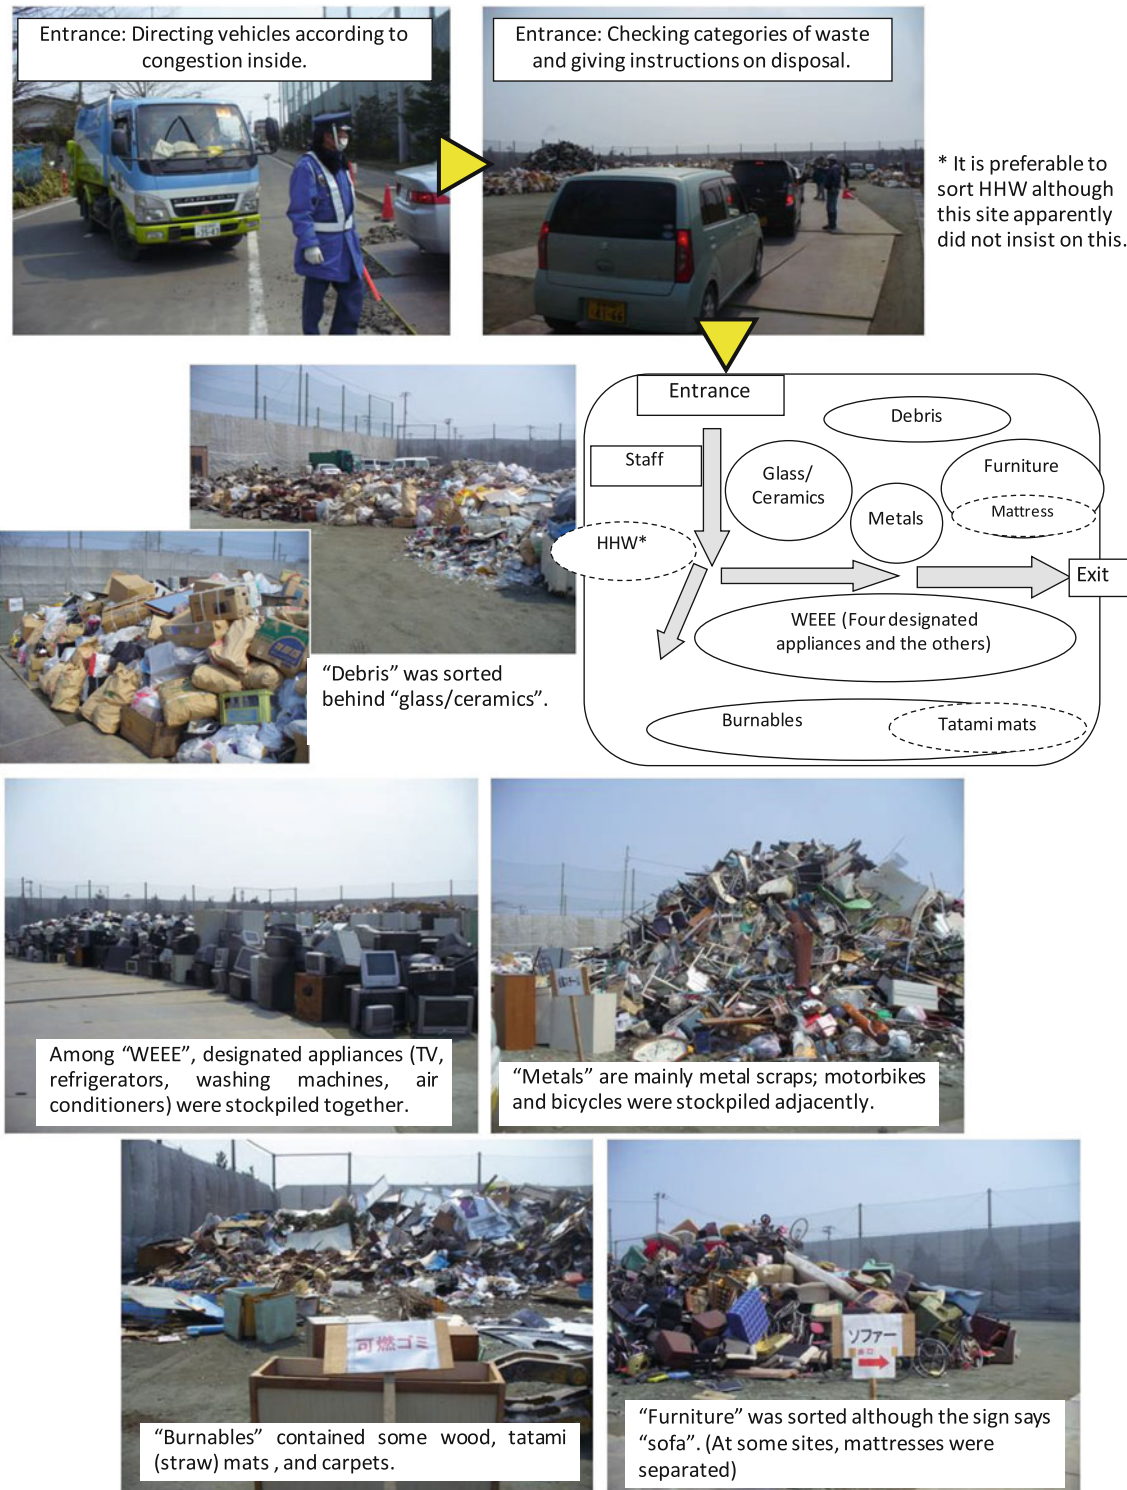 Entrance: Directing vehicles according to
congestion inside.
Entrance: Checking categories of waste
and giving instructions on disposal.
* It is preferable to
sort HHW although
this site apparently
did not insist on this.
Entrance
Debris
Staff
Glass/
Ceramics
Furniture
Mattress
Metals
HHW*
Exit
WEEE (Four designated
appliances and the others)
Burnables
Tatami mats
“Debris” was sorted
behind “glass/ceramics”.
Among “WEEE”, designated appliances (TV,
refrigerators, washing machines, air
conditioners) were stockpiled together.
“Metals” are mainly metal scraps; motorbikes
and bicycles were stockpiled adjacently.
可燃ゴミ
ソファー
出口
“Burnables” contained some wood, tatami
(straw) mats , and carpets.
“Furniture” was sorted although the sign says
“sofa”. (At some sites, mattresses were
separated)